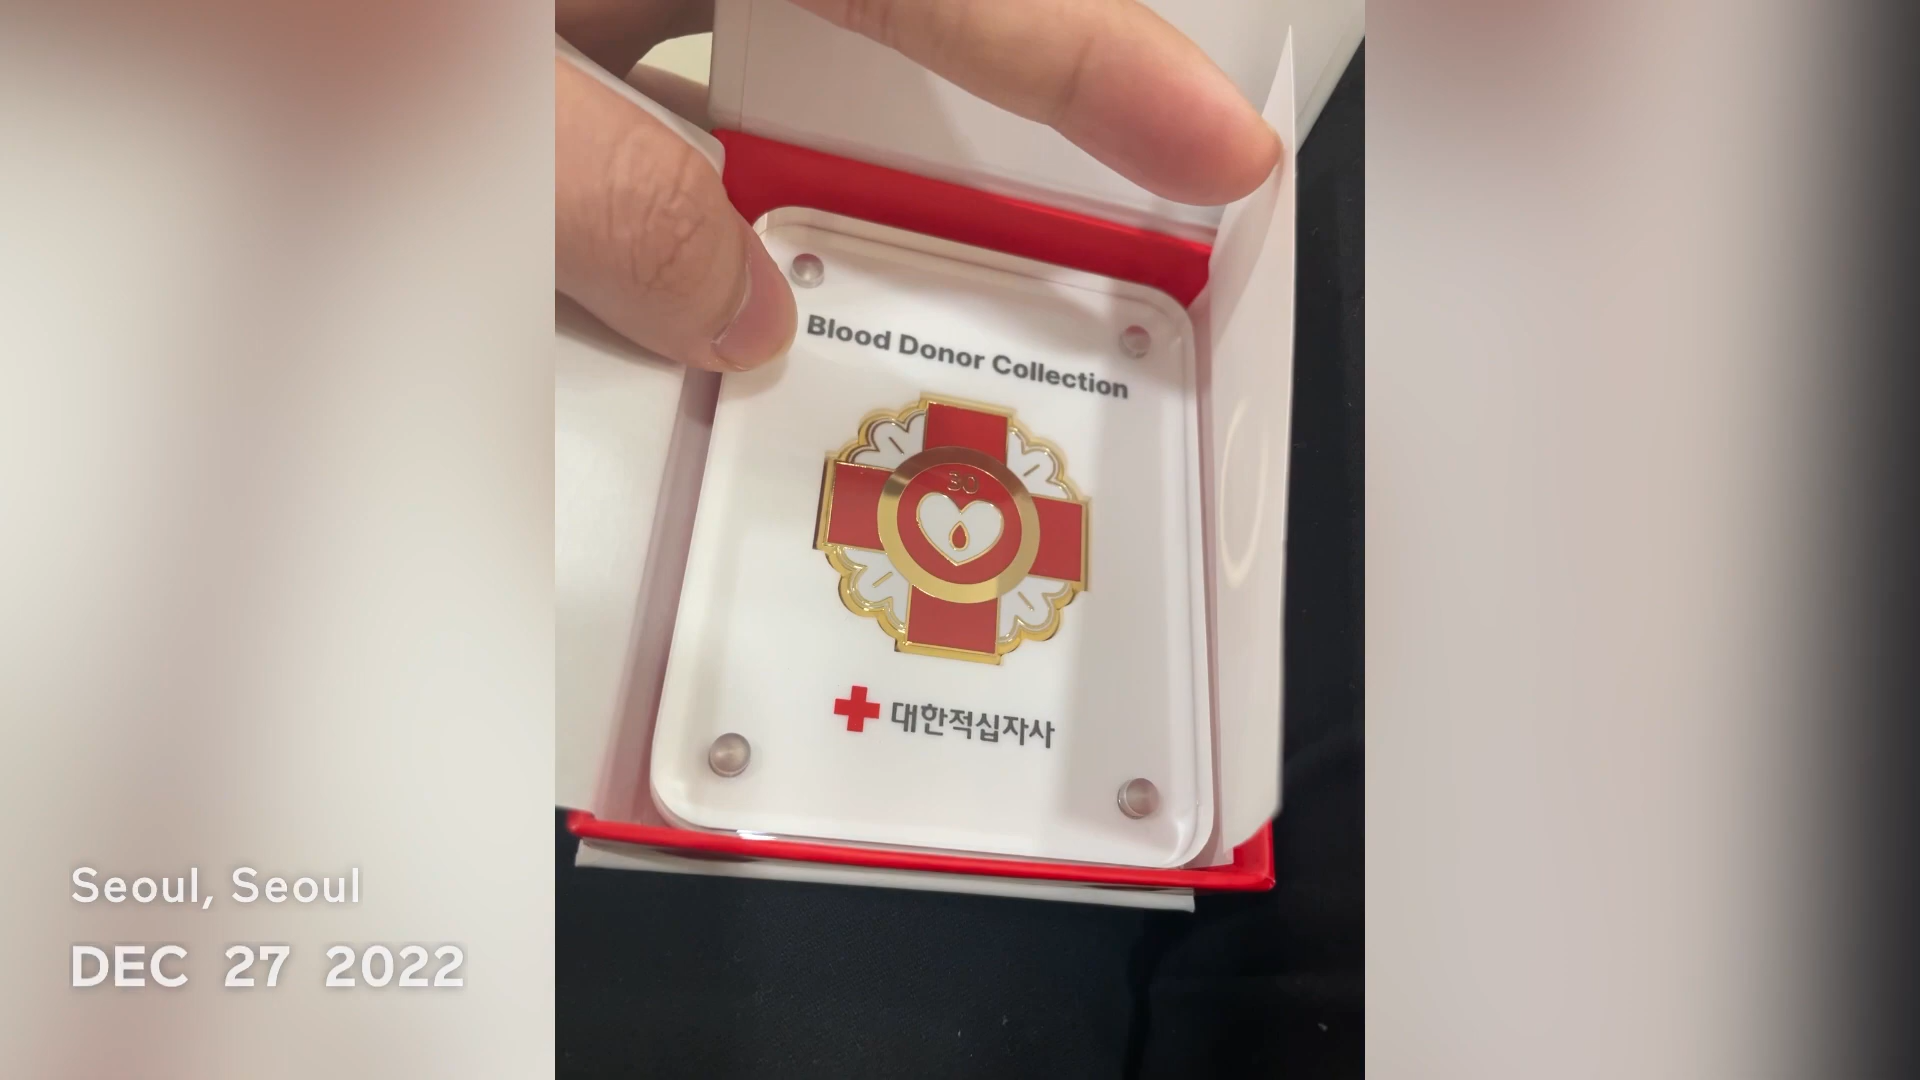 Blood Donor Collection
30
대한적십자사
Seoul, Seoul
DEC 27 2022